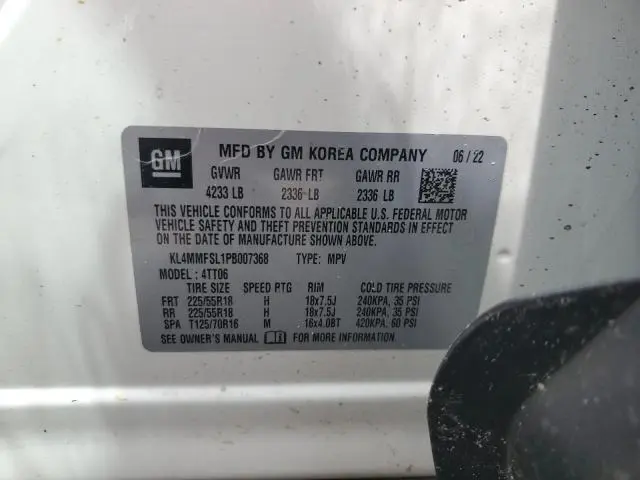 GM
MFD BY GM KOREA COMPANY 06/22
GVWR GAWR FRT GAWR RR
4233 LB 2336 LB 2336 LB
THIS VEHICLE CONFORMS TO ALL APPLICABLE U.S. FEDERAL MOTOR
VEHICLE SAFETY AND THEFT PREVENTION STANDARDS IN EFFECT
ON THE DATE OF MANUFACTURE SHOWN ABOVE.
KL4MMFSL1PB007368 TYPE: MPV
MODEL: 4TT06
TIRE SIZE SPEED RTG RIM COLD TIRE PRESSURE
FRT 225/55R18 H 18x7.5J 240KPA, 35 PSI
RR 225/55R18 H 18x7.5J 240KPA, 35 PSI
SPA T125/70R16 M 16x4.0BT 420KPA, 60 PSI
SEE OWNER'S MANUAL FOR MORE INFORMATION